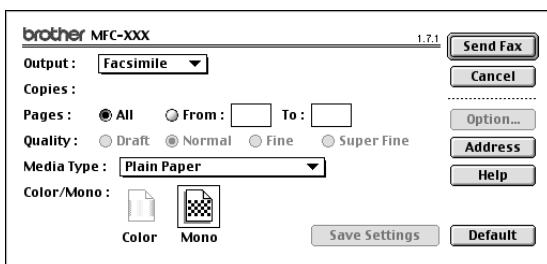 brother MFC-XXX 1.7.1
Send Fax
Output : Facsimile
Cancel
Copies :
Pages : All From : To :
Option...
Quality : Draft Normal Fine Super Fine
Address
Media Type : Plain Paper
Help
Color/Mono :
Color Mono
Save Settings Default